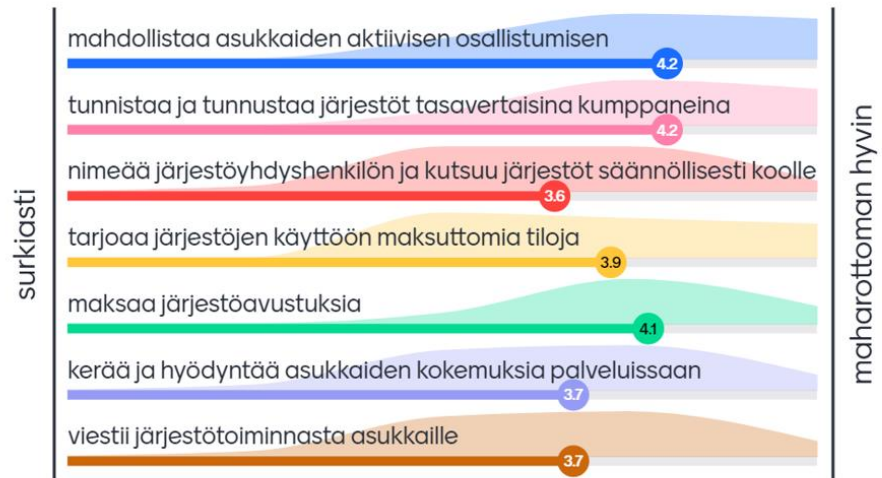 surkiasti
mahdollistaa asukkaiden aktiivisen osallistumisen
4.2
tunnistaa ja tunnustaa järjestöt tasavertaisina kumppaneina
4.2
nimeää järjestöyhdyshenkilön ja kutsuu järjestöt säännöllisesti koolle
3.6
tarjoaa järjestöjen käyttöön maksuttomia tiloja
3.9
maksaa järjestöavustuksia
4.1
kerää ja hyödyntää asukkaiden kokemuksia palveluissaan
3.7
viestii järjestötoiminnasta asukkaille
3.7
maharottoman hyvin